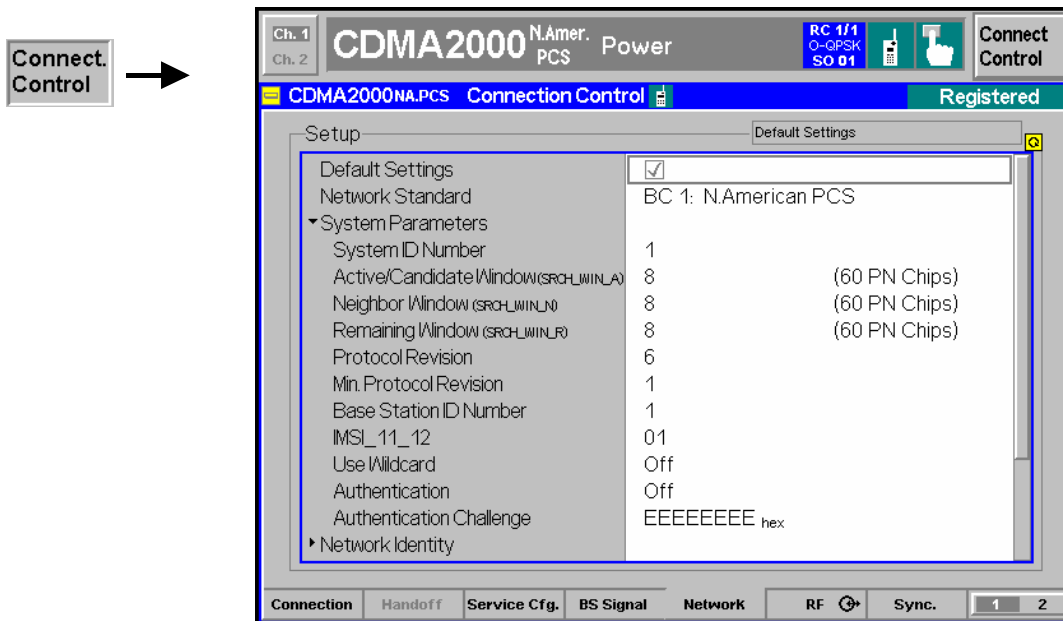 Connect.
Control
Ch. 1
Ch. 2
CDMA2000 N.Amer. PCS Power
RC 1/1
O-QPSK
SO 01
Connect
Control
CDMA2000 NA.PCS Connection Control Registered
Setup Default Settings
Default Settings
Network Standard BC 1: N.American PCS
System Parameters
System ID Number 1
Active/Candidate Window (SRCH_WIN_A) 8 (60 PN Chips)
Neighbor Window (SRCH_WIN_N) 8 (60 PN Chips)
Remaining Window (SRCH_WIN_R) 8 (60 PN Chips)
Protocol Revision 6
Min. Protocol Revision 1
Base Station ID Number 1
IMSI_11_12 01
Use Wildcard Off
Authentication Off
Authentication Challenge EEEEEEEE hex
Network Identity
Connection Handoff Service Cfg. BS Signal Network RF Sync. 1 2